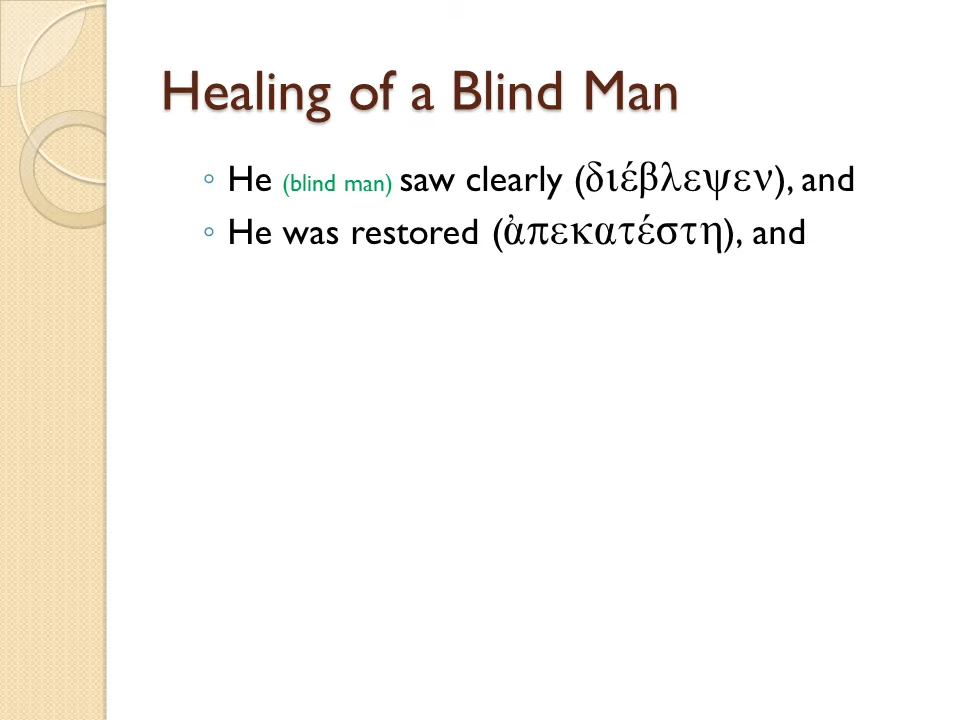 Healing of a Blind Man
◦ He (blind man) saw clearly (διέβλεψεν), and
◦ He was restored (ἀπεκατέστη), and